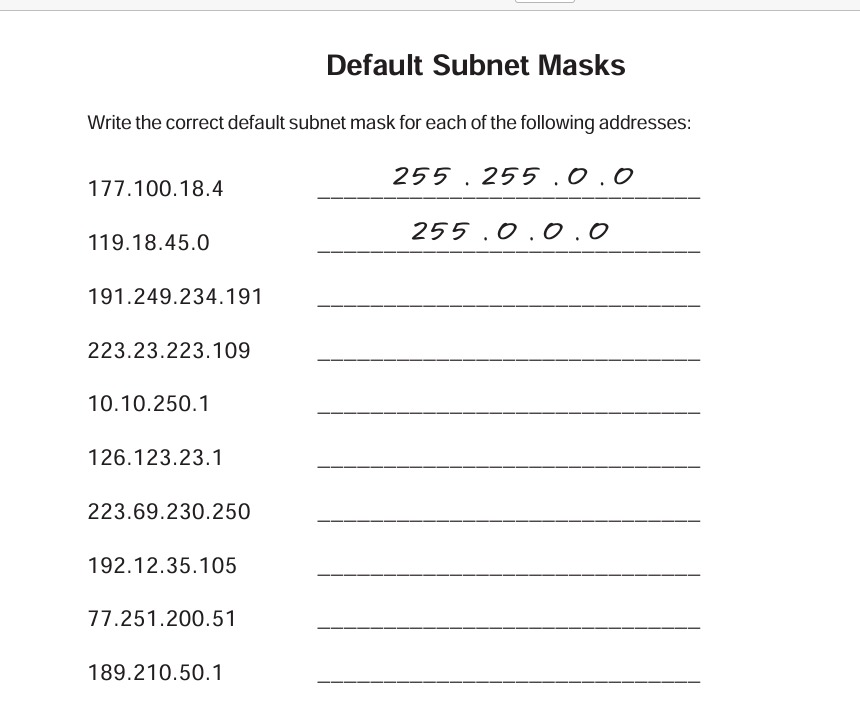 Default Subnet Masks
Write the correct default subnet mask for each of the following addresses:
177.100.18.4 255 . 255 . 0 . 0
119.18.45.0 255 . 0 . 0 . 0
191.249.234.191
223.23.223.109
10.10.250.1
126.123.23.1
223.69.230.250
192.12.35.105
77.251.200.51
189.210.50.1